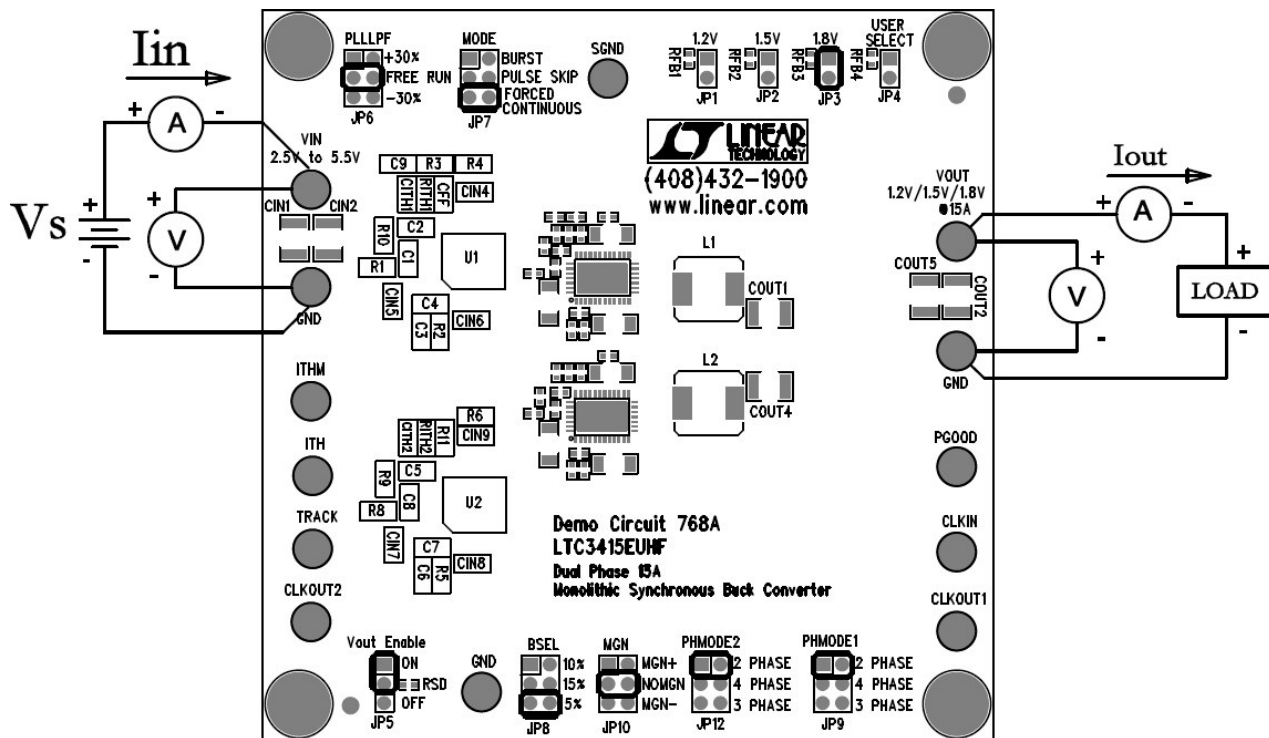 Iin
A
+
-
Vs
+
-
V
+
-
VIN
2.5V to 5.5V
CIN1
CIN2
GND
ITHM
ITH
TRACK
CLKOUT2
PLLLPF
+30%
FREE RUN
-30%
JP6
MODE
BURST
PULSE SKIP
FORCED
CONTINUOUS
JP7
SGND
1.2V
RFB1
JP1
1.5V
RFB2
JP2
1.8V
RFB3
JP3
USER
SELECT
RFB4
JP4
LT LINEAR
TECHNOLOGY
(408)432-1900
www.linear.com
C9
R3
R4
CITH1
RITH1
CFF
CIN4
R10
C2
R1
C1
U1
CIN5
C4
C3
R2
CIN6
L1
COUT1
L2
COUT4
R6
CIN9
CITH2
RITH2
R11
R9
C5
R8
C8
U2
CIN7
C7
C6
R5
CIN8
Demo Circuit 768A
LTC3415EUHF
Dual Phase 15A
Monolithic Synchronous Buck Converter
VOUT
1.2V/1.5V/1.8V
@15A
COUT5
COUT2
GND
PGOOD
CLKIN
CLKOUT1
Iout
+
A
-
+
V
-
+
LOAD
-
Vout Enable
ON
RSD
OFF
JP5
GND
BSEL
10%
15%
5%
JP8
MGN
MGN+
NOMGN
MGN-
JP10
PHMODE2
2 PHASE
4 PHASE
3 PHASE
JP12
PHMODE1
2 PHASE
4 PHASE
3 PHASE
JP9